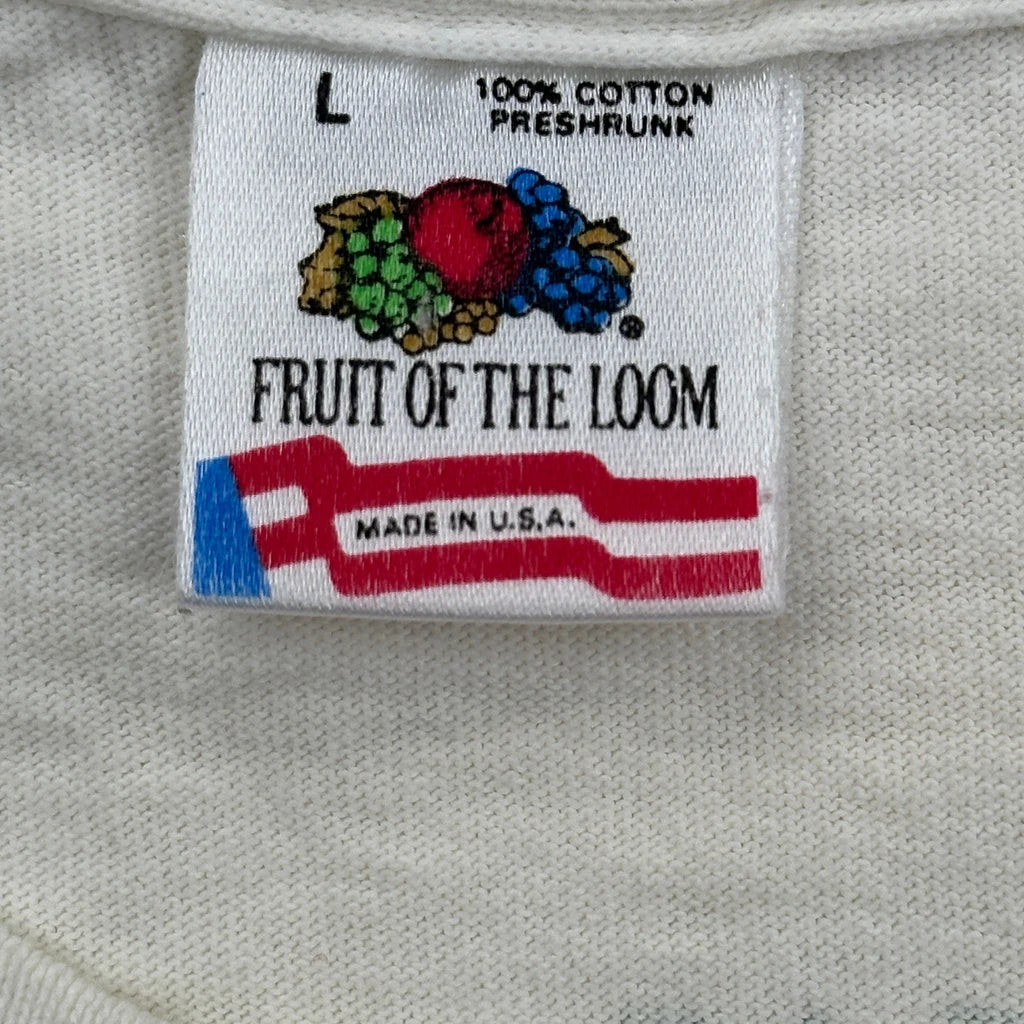 L
100% COTTON
PRESHRUNK
®
FRUIT OF THE LOOM
MADE IN U.S.A.